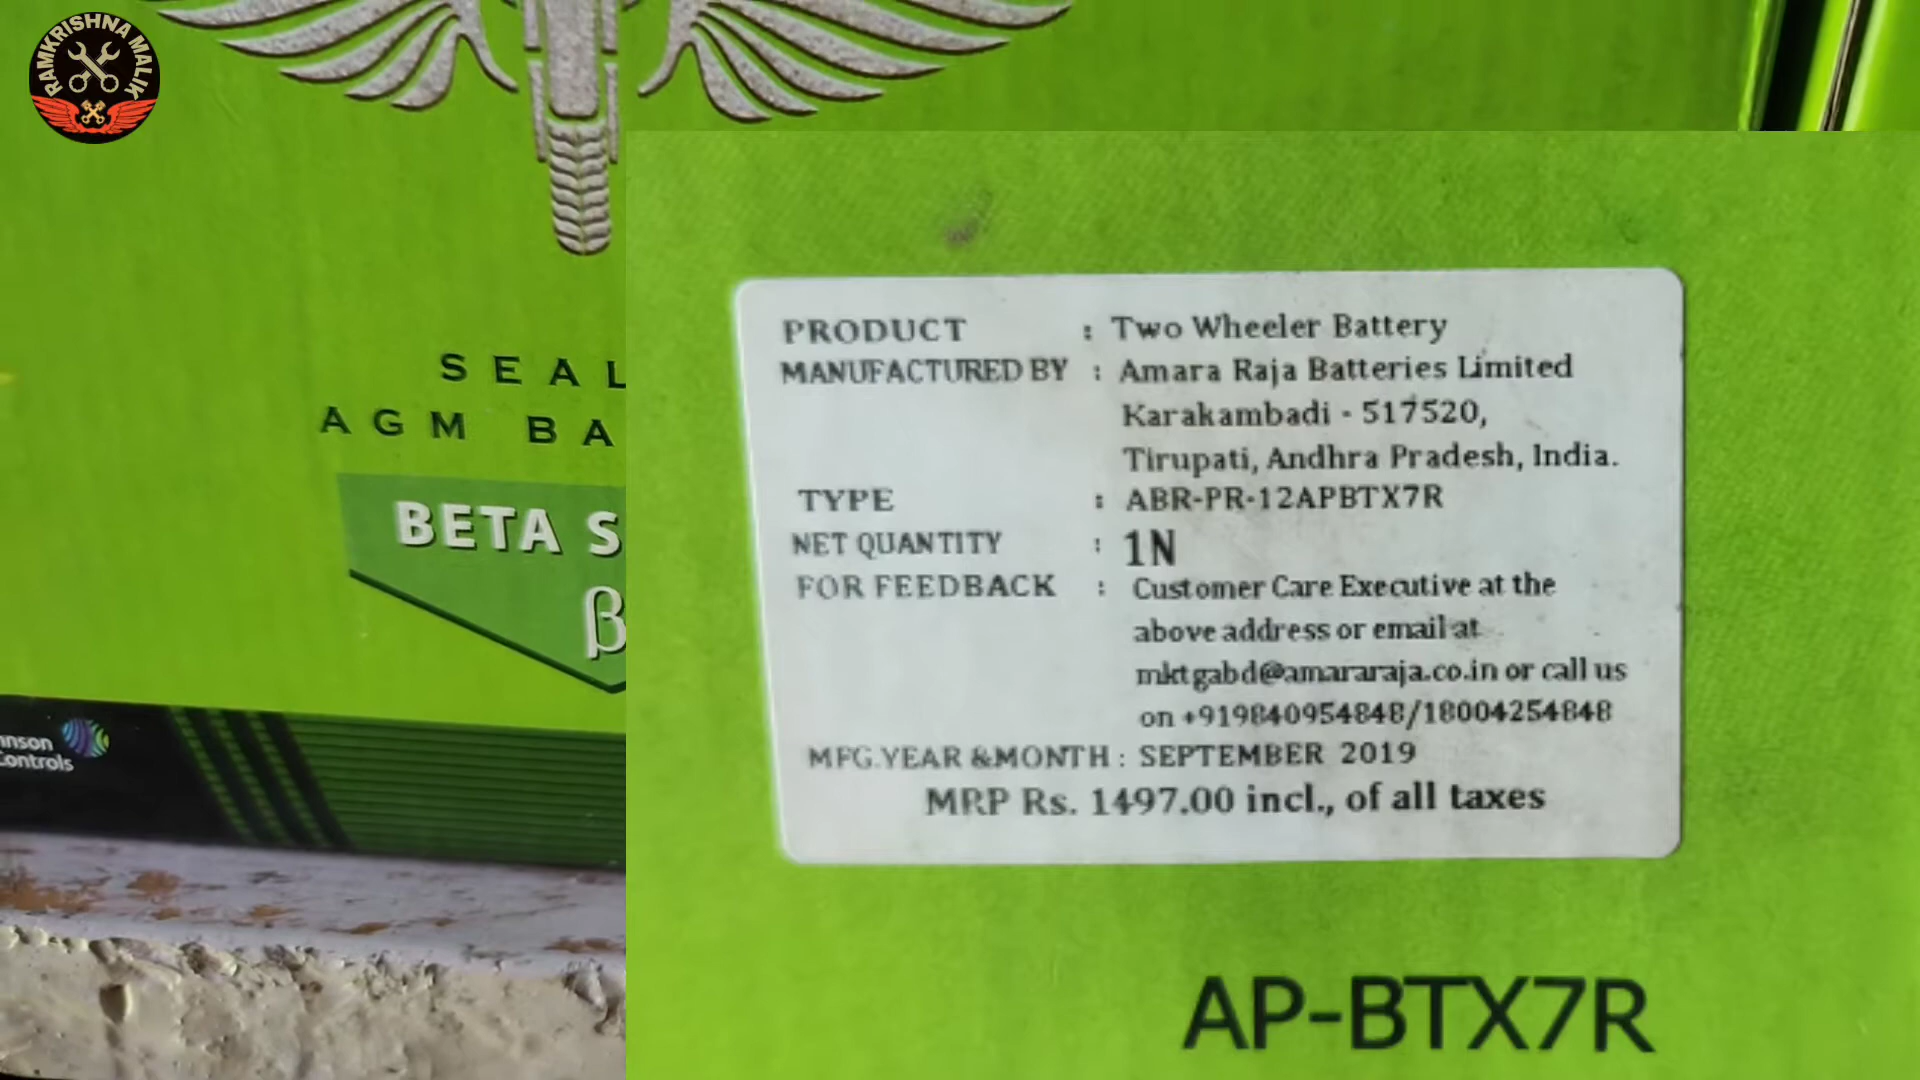 RAMKRISHNA MALIK
SEAL
AGM BA
BETA S
β
nson
Controls
PRODUCT : Two Wheeler Battery
MANUFACTURED BY : Amara Raja Batteries Limited
Karakambadi - 517520,
Tirupati, Andhra Pradesh, India.
TYPE : ABR-PR-12APBTX7R
NET QUANTITY : 1N
FOR FEEDBACK : Customer Care Executive at the
above address or email at
mktgabd@amararaja.co.in or call us
on +919840954848/18004254848
MFG.YEAR &MONTH : SEPTEMBER 2019
MRP Rs. 1497.00 incl., of all taxes
AP-BTX7R